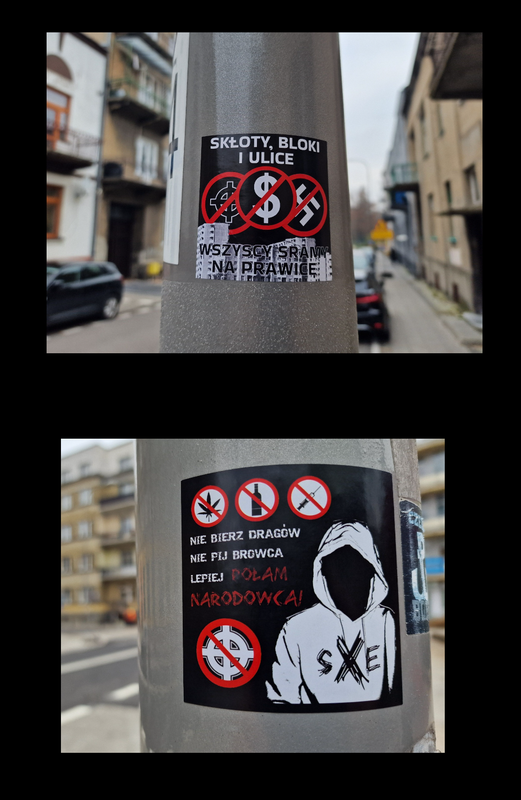 SKŁOTY, BLOKI
I ULICE
$
WSZYSCY SRAMY
NA PRAWICĘ
NIE BIERZ DRAGÓW
NIE PIJ BROWCA
LEPIEJ POŁAM
NARODOWCA!
SXE